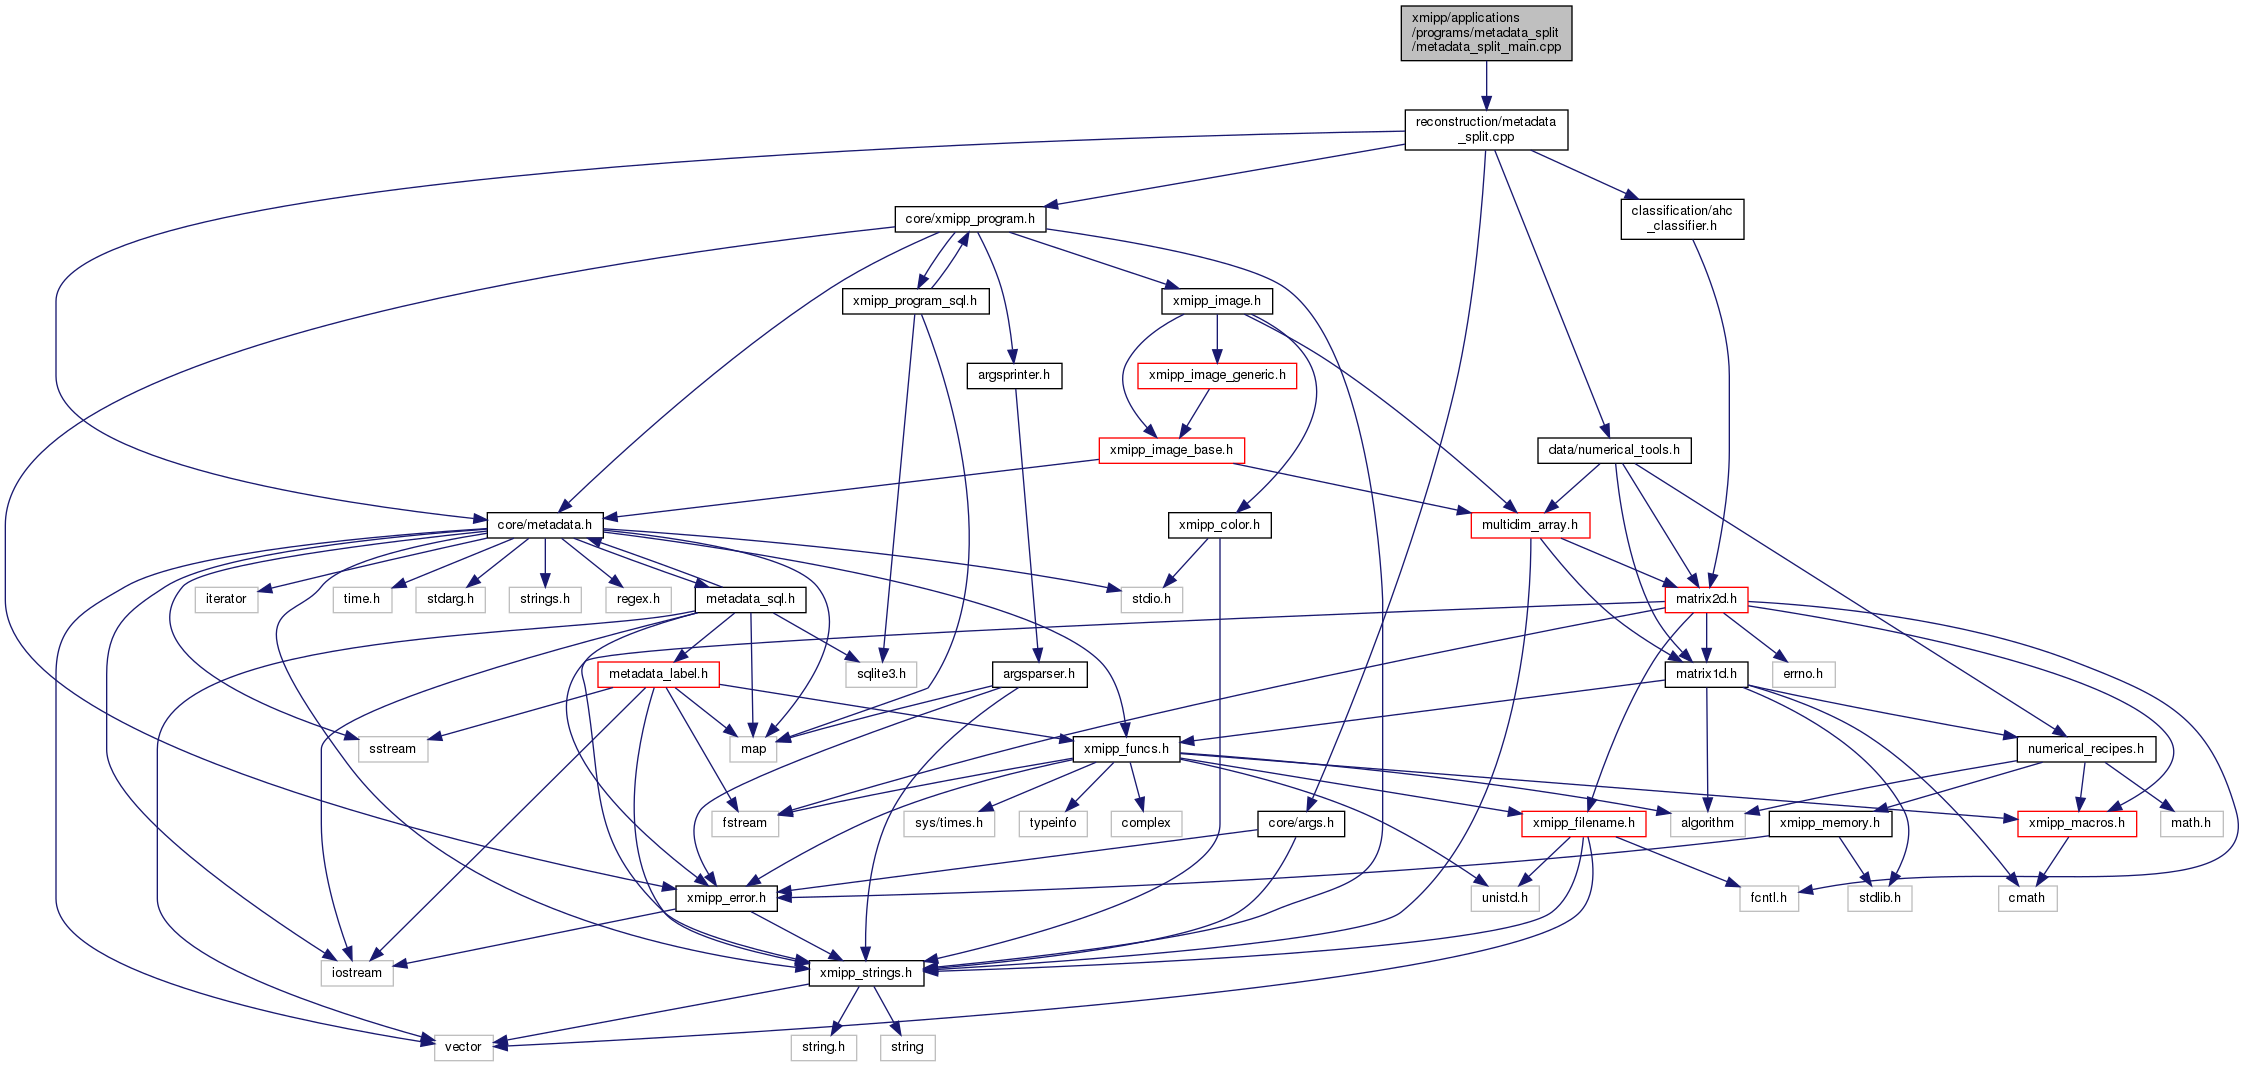 xmipp/applications
/programs/metadata_split
/metadata_split_main.cpp
reconstruction/metadata
_split.cpp
classification/ahc
_classifier.h
core/xmipp_program.h
xmipp_program_sql.h
xmipp_image.h
argsprinter.h
xmipp_image_generic.h
xmipp_image_base.h
data/numerical_tools.h
core/metadata.h
xmipp_color.h
multidim_array.h
iterator
time.h
stdarg.h
strings.h
regex.h
metadata_sql.h
stdio.h
matrix2d.h
metadata_label.h
sqlite3.h
argsparser.h
matrix1d.h
errno.h
sstream
map
xmipp_funcs.h
numerical_recipes.h
fstream
sys/times.h
typeinfo
complex
core/args.h
xmipp_filename.h
algorithm
xmipp_memory.h
xmipp_macros.h
math.h
xmipp_error.h
unistd.h
fcntl.h
stdlib.h
cmath
iostream
xmipp_strings.h
vector
string.h
string